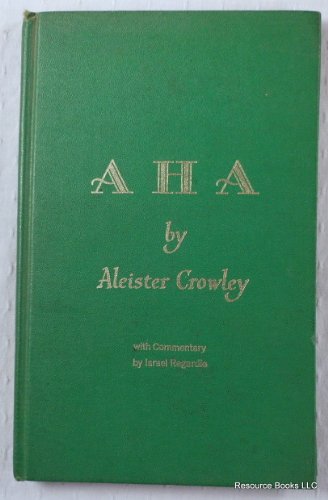 AHA
by
Aleister Crowley
with Commentary
by Israel Regardie
Resource Books LLC